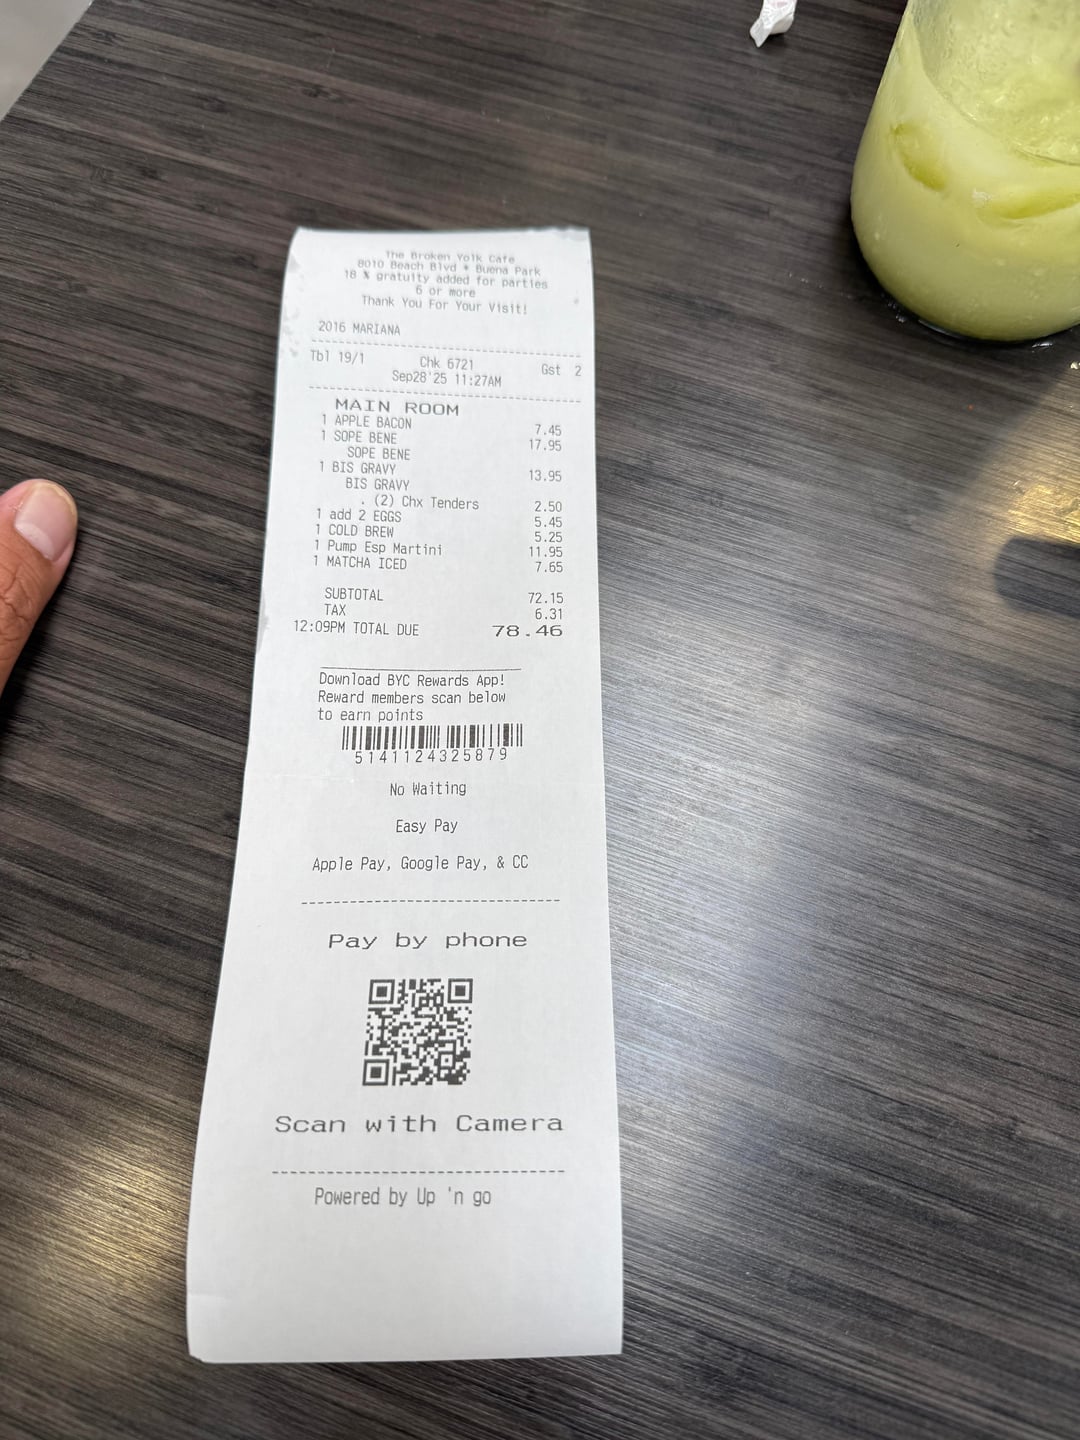 The Broken Yolk Cafe
8010 Beach Blvd * Buena Park
18 % gratuity added for parties
6 or more
Thank You For Your Visit!
2016 MARIANA
Tbl 19/1 Chk 6721 Gst 2
Sep28'25 11:27AM
MAIN ROOM
1 APPLE BACON 7.45
1 SOPE BENE 17.95
SOPE BENE
1 BIS GRAVY 13.95
BIS GRAVY
. (2) Chx Tenders 2.50
1 add 2 EGGS 5.45
1 COLD BREW 5.25
1 Pump Esp Martini 11.95
1 MATCHA ICED 7.65
SUBTOTAL 72.15
TAX 6.31
12:09PM TOTAL DUE 78.46
Download BYC Rewards App!
Reward members scan below
to earn points
5141124325879
No Waiting
Easy Pay
Apple Pay, Google Pay, & CC
Pay by phone
Scan with Camera
Powered by Up 'n go